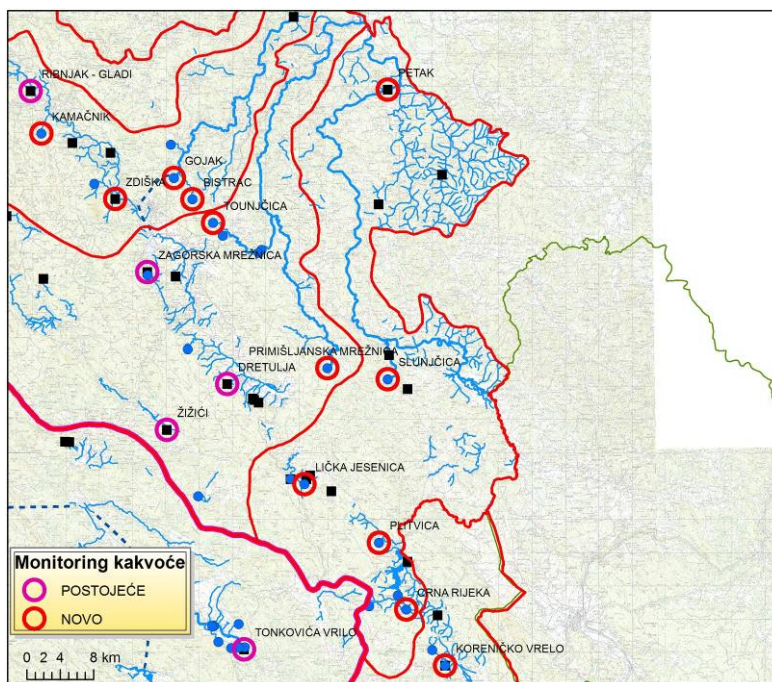 RIBNJAK - GLADI
PETAK
KAMAČNIK
GOJAK
ZDIŠKA
BISTRAC
TOUNJČICA
ZAGORSKA MREŽNICA
PRIMIŠLJANSKA MREŽNICA
SLUNJČICA
DRETULJA
ŽIŽIĆI
LIČKA JESENICA
PLITVICA
CRNA RIJEKA
TONKOVIĆA VRILO
KORENIČKO VRELO
Monitoring kakvoće
POSTOJEĆE
NOVO
0 2 4 8 km